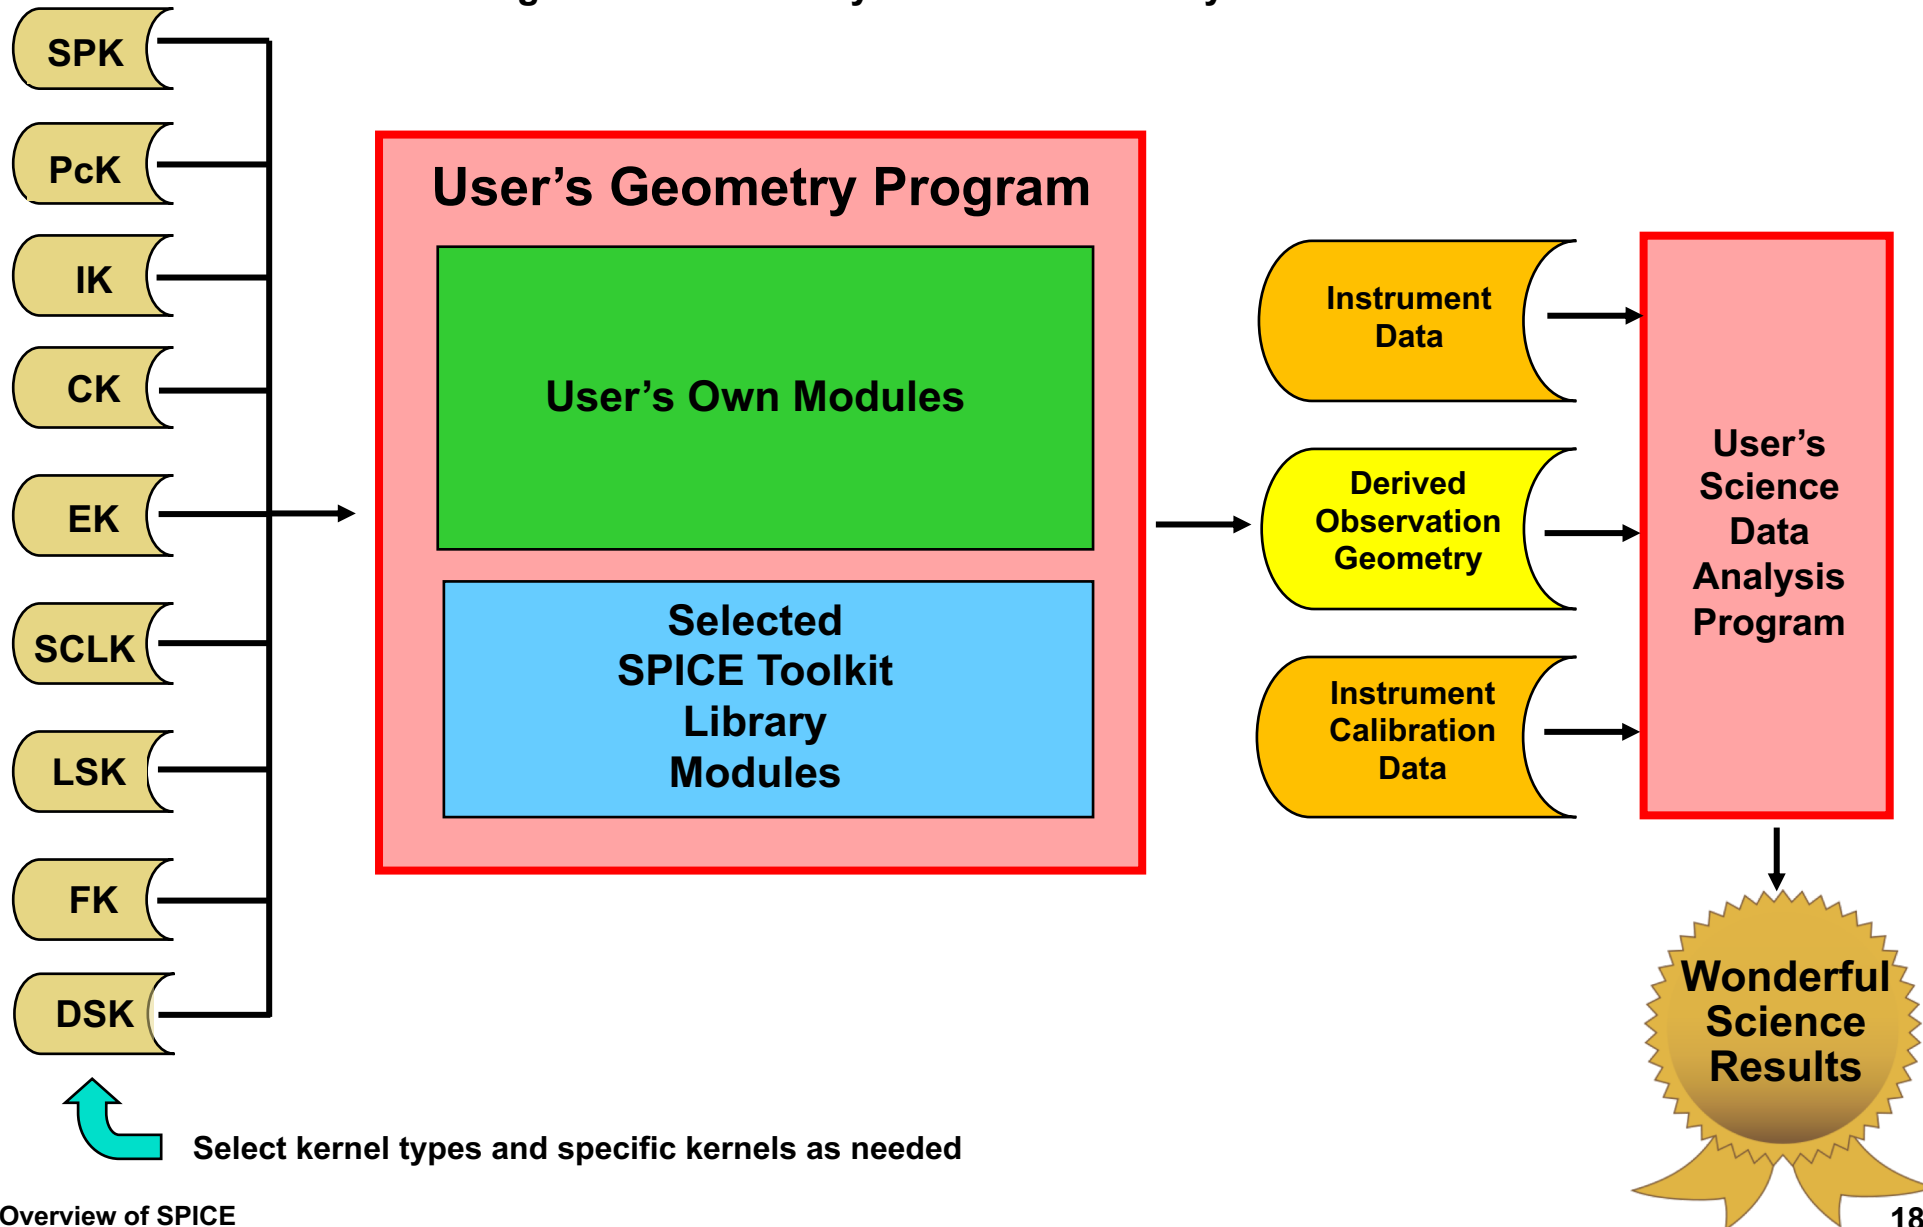 SPK
PcK
IK
CK
EK
SCLK
LSK
FK
DSK
Select kernel types and specific kernels as needed
User’s Geometry Program
User’s Own Modules
Selected
SPICE Toolkit
Library
Modules
Instrument
Data
Derived
Observation
Geometry
Instrument
Calibration
Data
User’s
Science
Data
Analysis
Program
Wonderful
Science
Results
Overview of SPICE
18